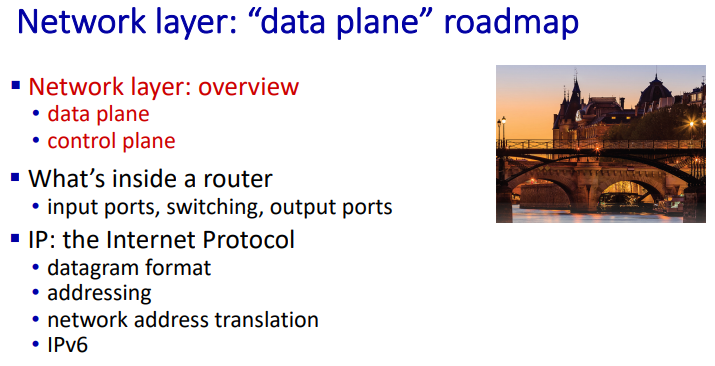 Network layer: “data plane” roadmap
▪ Network layer: overview
• data plane
• control plane
▪ What’s inside a router
• input ports, switching, output ports
▪ IP: the Internet Protocol
• datagram format
• addressing
• network address translation
• IPv6